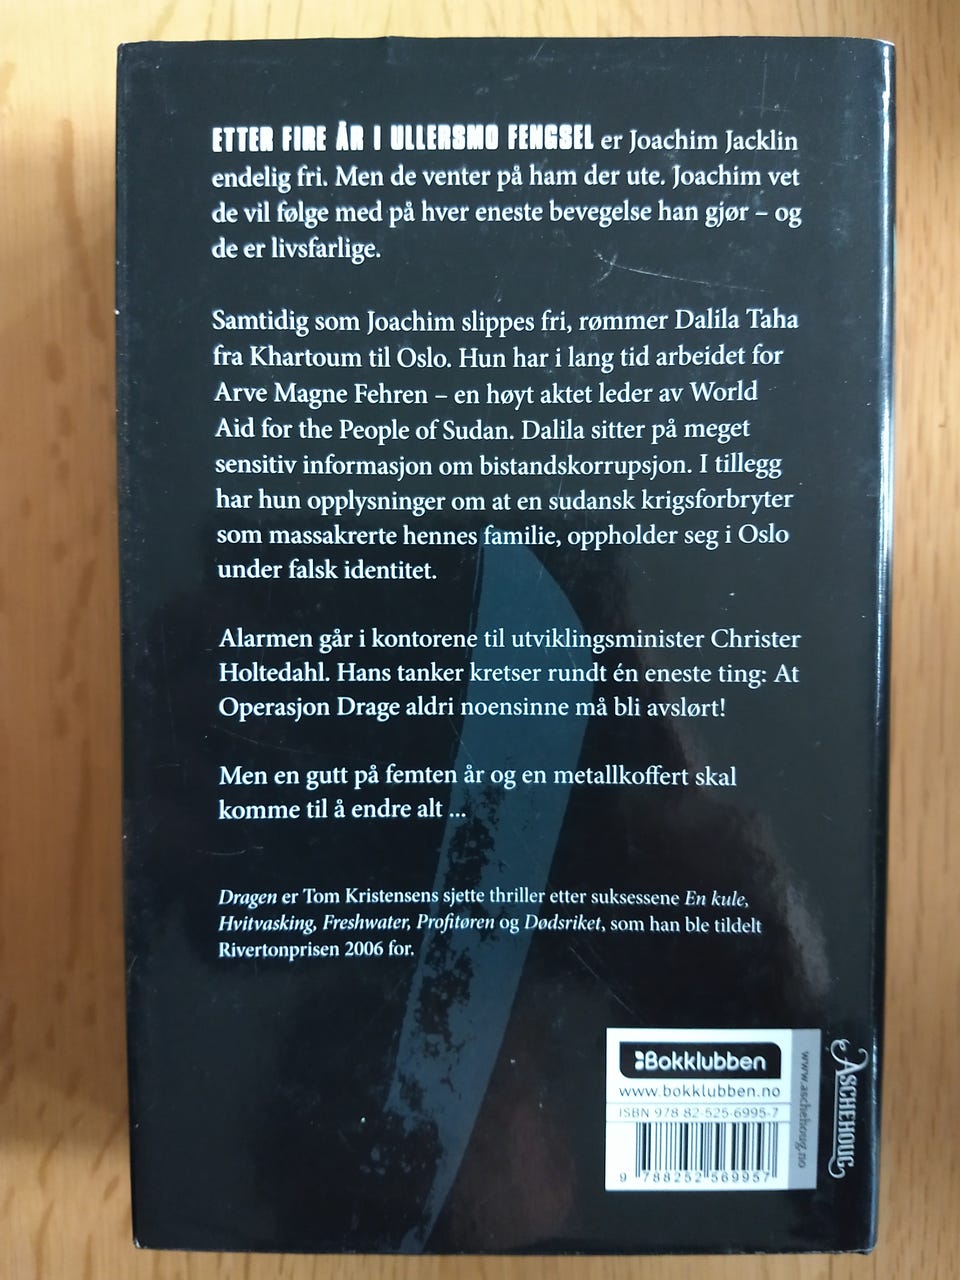 ETTER FIRE ÅR I ULLERSMO FENGSEL er Joachim Jacklin
endelig fri. Men de venter på ham der ute. Joachim vet
de vil følge med på hver eneste bevegelse han gjør – og
de er livsfarlige.
Samtidig som Joachim slippes fri, rømmer Dalila Taha
fra Khartoum til Oslo. Hun har i lang tid arbeidet for
Arve Magne Fehren – en høyt aktet leder av World
Aid for the People of Sudan. Dalila sitter på meget
sensitiv informasjon om bistandskorrupsjon. I tillegg
har hun opplysninger om at en sudansk krigsforbryter
som massakrerte hennes familie, oppholder seg i Oslo
under falsk identitet.
Alarmen går i kontorene til utviklingsminister Christer
Holtedahl. Hans tanker kretser rundt én eneste ting: At
Operasjon Drage aldri noensinne må bli avslørt!
Men en gutt på femten år og en metallkoffert skal
komme til å endre alt ...
Dragen er Tom Kristensens sjette thriller etter suksessene En kule,
Hvitvasking, Freshwater, Profitøren og Dødsriket, som han ble tildelt
Rivertonprisen 2006 for.
Bokklubben
www.bokklubben.no
ISBN 978-82-525-6995-7
9 788252 569957
www.aschehoug.no
ASCHEHOUG